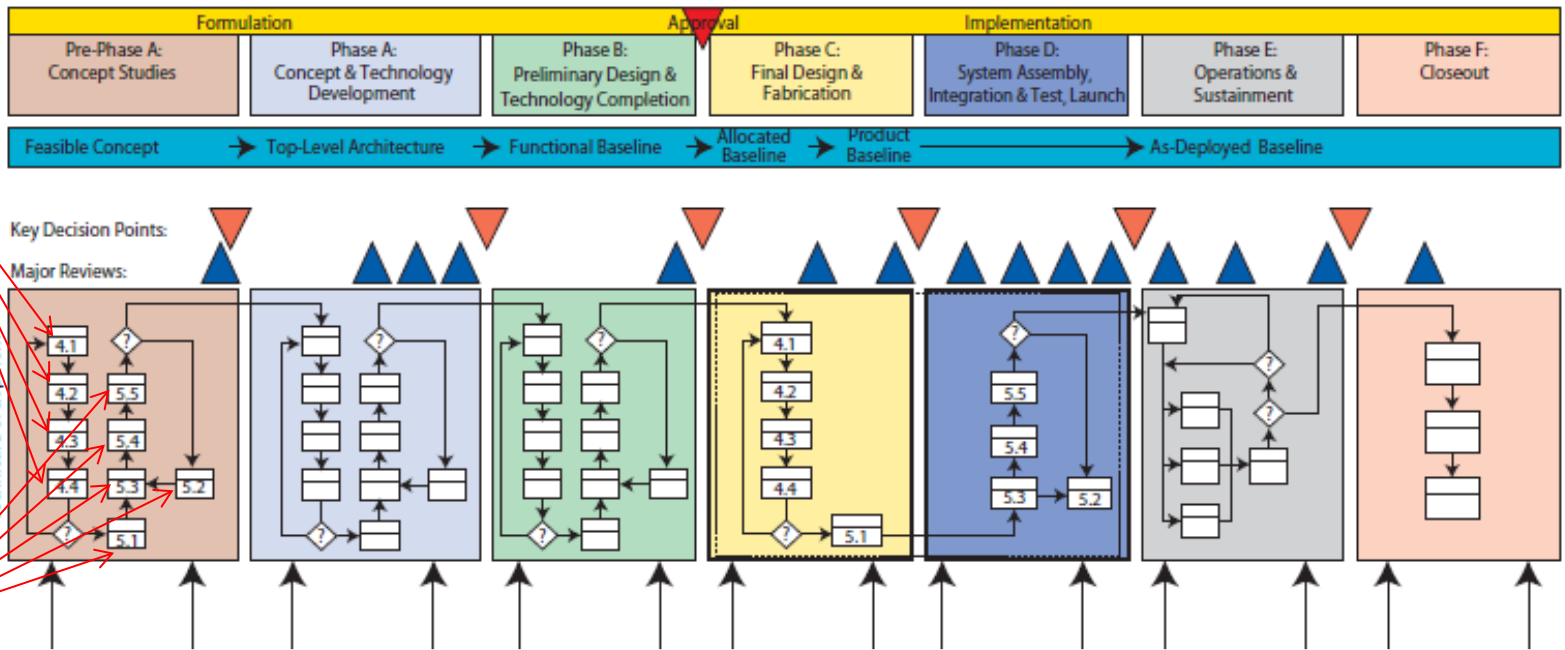 Formulation
Approval
Implementation
Pre-Phase A:
Concept Studies
Phase A:
Concept & Technology
Development
Phase B:
Preliminary Design &
Technology Completion
Phase C:
Final Design &
Fabrication
Phase D:
System Assembly,
Integration & Test, Launch
Phase E:
Operations &
Sustainment
Phase F:
Closeout
Feasible Concept
Top-Level Architecture
Functional Baseline
Allocated
Baseline
Product
Baseline
As-Deployed Baseline
Key Decision Points:
Major Reviews:
4.1
?
4.2
5.5
4.3
5.4
4.4
5.3
5.2
?
5.1
?
?
?
?
4.1
4.2
4.3
4.4
?
5.1
?
5.5
5.4
5.3
5.2
?
?